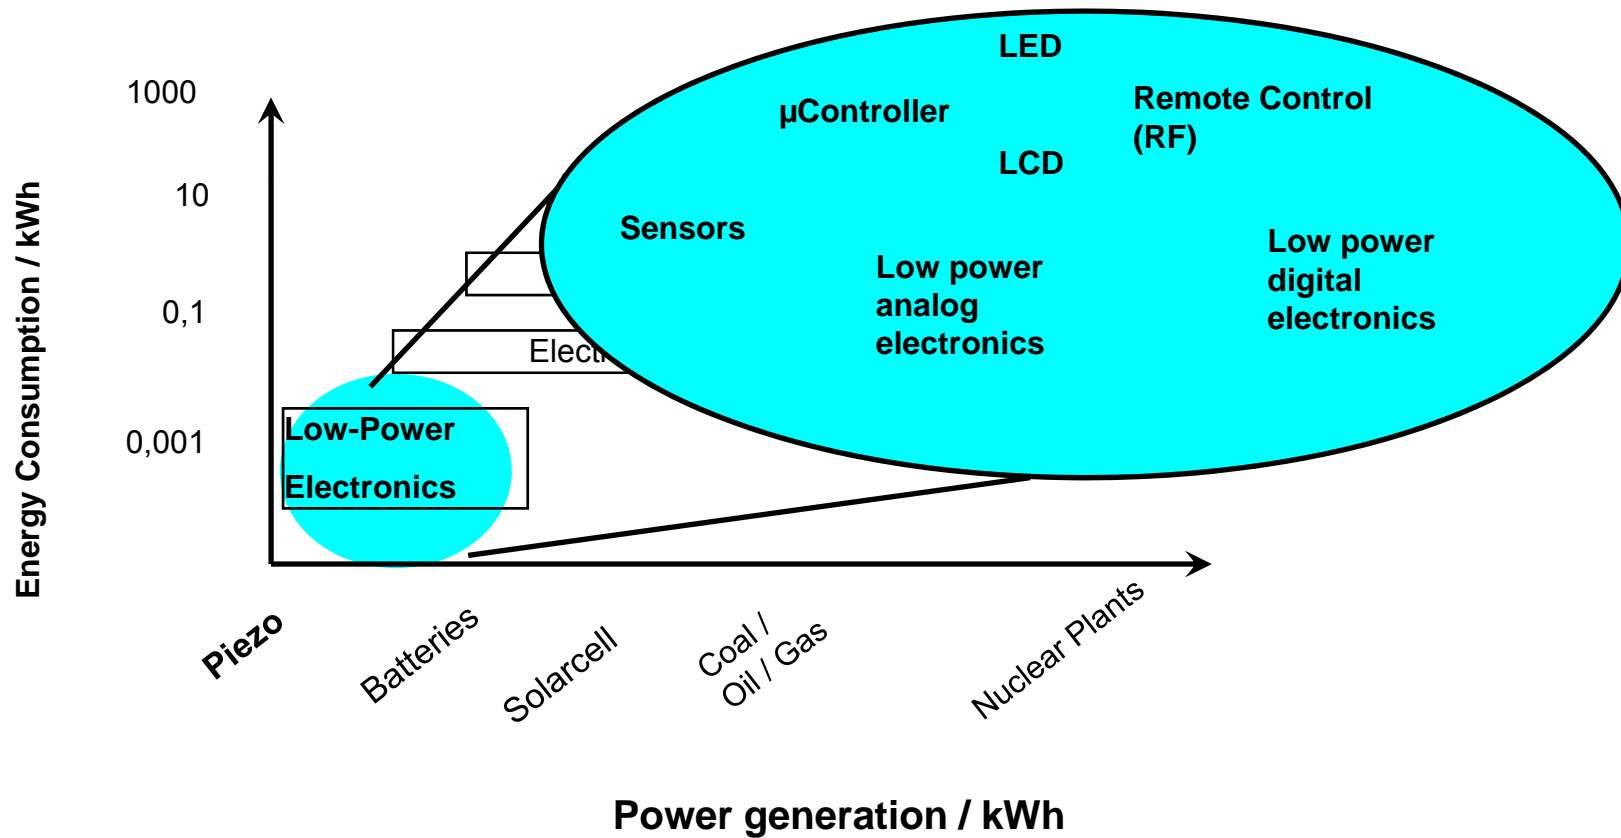 LED
1000
µController
Remote Control
(RF)
LCD
10
Sensors
Low power
analog
electronics
Low power
digital
electronics
0,1
Low-Power
Electronics
0,001
Energy Consumption / kWh
Piezo
Batteries
Solarcell
Coal /
Oil / Gas
Nuclear Plants
Power generation / kWh